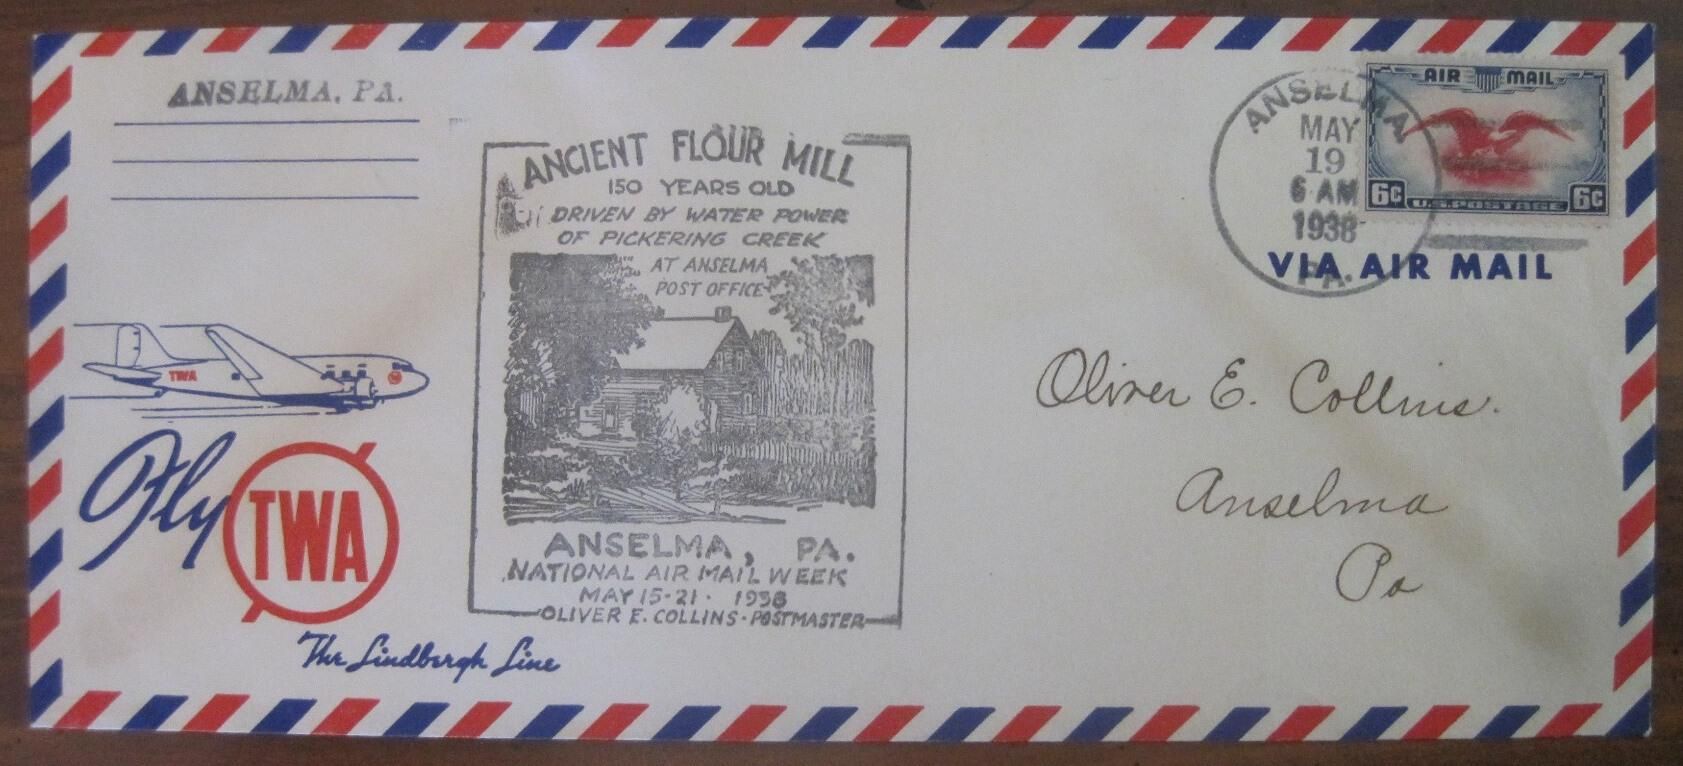 ANSELMA, PA.
ANCIENT FLOUR MILL
150 YEARS OLD
DRIVEN BY WATER POWER
OF PICKERING CREEK
AT ANSELMA
POST OFFICE
ANSELMA, PA.
NATIONAL AIR MAIL WEEK
MAY 15-21. 1938
OLIVER E. COLLINS-POSTMASTER
TWA
Fly
TWA
The Lindbergh Line
ANSELMA
MAY
19
6 AM
1938
PA.
AIR MAIL
6¢ U.S. POSTAGE 6¢
VIA AIR MAIL
Oliver E. Collins.
Anselma
Pa